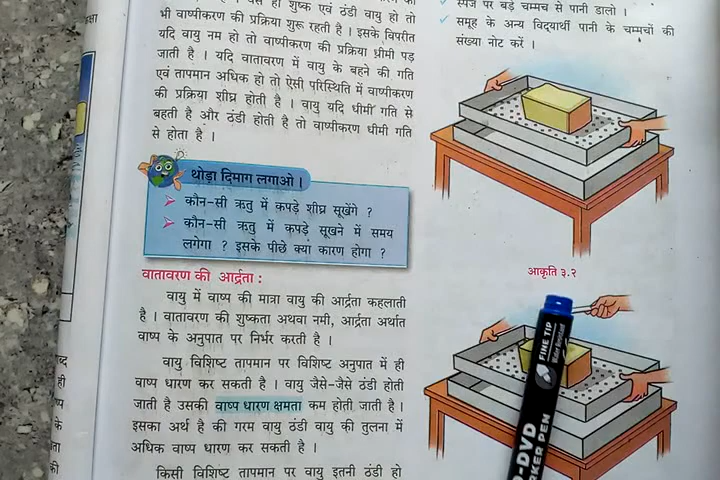 भी वाष्पीकरण की प्रक्रिया शुरू रहती है । इसके विपरीत
यदि वायु नम हो तो वाष्पीकरण की प्रक्रिया धीमी पड़
जाती है । यदि वातावरण में वायु के बहने की गति
एवं तापमान अधिक हो तो ऐसी परिस्थिति में वाष्पीकरण
की प्रक्रिया शीघ्र होती है । वायु यदि धीमी गति से
बहती है और ठंडी होती है तो वाष्पीकरण धीमी गति
से होता है ।
थोड़ा दिमाग लगाओ ।
कौन-सी ऋतु में कपड़े शीघ्र सूखेंगे ?
कौन-सी ऋतु में कपड़े सूखने में समय
लगेगा ? इसके पीछे क्या कारण होगा ?
वातावरण की आर्द्रता :
वायु में वाष्प की मात्रा वायु की आर्द्रता कहलाती
है । वातावरण की शुष्कता अथवा नमी, आर्द्रता अर्थात
वाष्प के अनुपात पर निर्भर करती है ।
वायु विशिष्ट तापमान पर विशिष्ट अनुपात में ही
वाष्प धारण कर सकती है । वायु जैसे-जैसे ठंडी होती
जाती है उसकी वाष्प धारण क्षमता कम होती जाती है ।
इसका अर्थ है की गरम वायु ठंडी वायु की तुलना में
अधिक वाष्प धारण कर सकती है ।
किसी विशिष्ट तापमान पर वायु इतनी ठंडी हो
स्पंज पर बड़े चम्मच से पानी डालो ।
समूह के अन्य विद्यार्थी पानी के चम्मचों की
संख्या नोट करें ।
आकृति ३.२
FINE TIP
Water Resistant
-DVD
RKER PEN